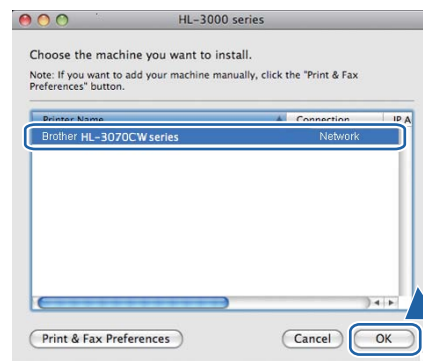 HL-3000 series
Choose the machine you want to install.
Note: If you want to add your machine manually, click the "Print & Fax
Preferences" button.
Printer Name Connection IP A
Brother HL-3070CW series Network
Print & Fax Preferences Cancel OK